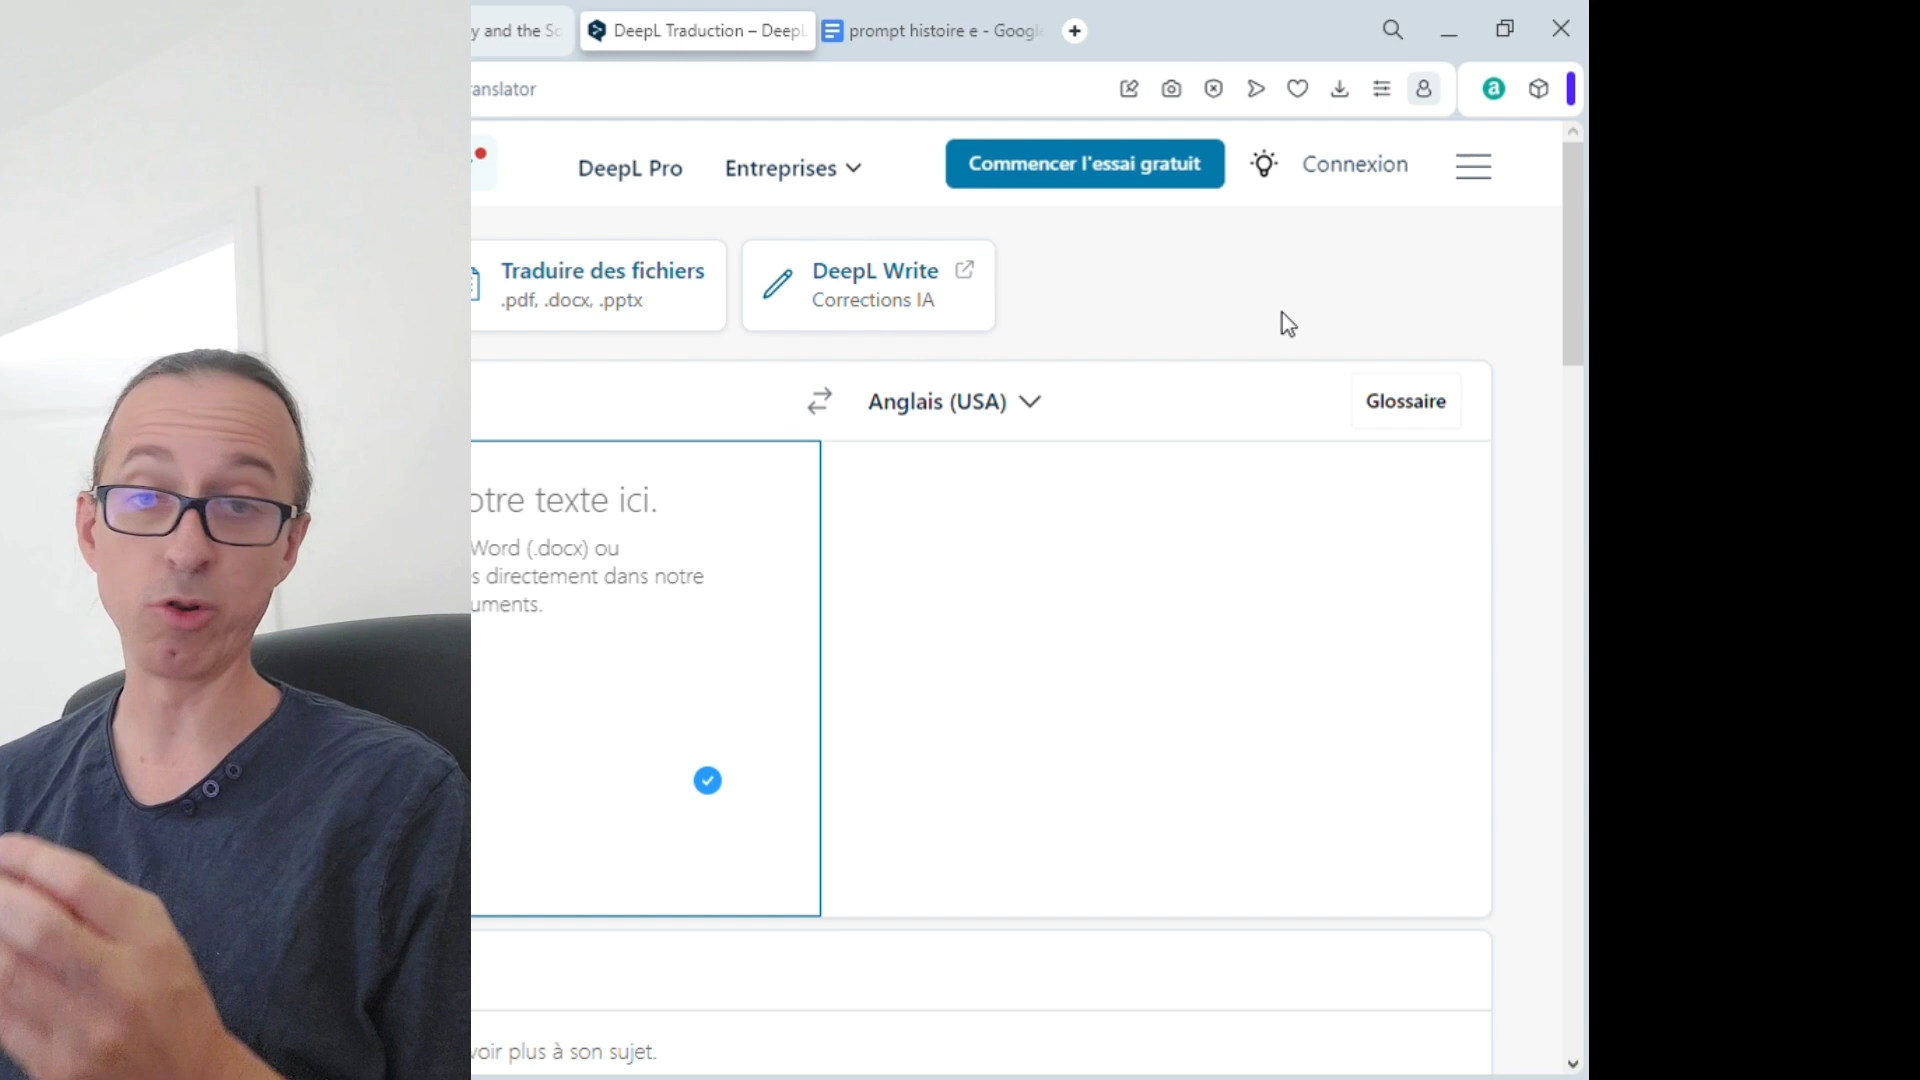 y and the Sc
DeepL Traduction – DeepL
prompt histoire e - Google
anslator
DeepL Pro
Entreprises
Commencer l'essai gratuit
Connexion
Traduire des fichiers
.pdf, .docx, .pptx
DeepL Write
Corrections IA
Anglais (USA)
Glossaire
otre texte ici.
Word (.docx) ou
s directement dans notre
uments.
voir plus à son sujet.